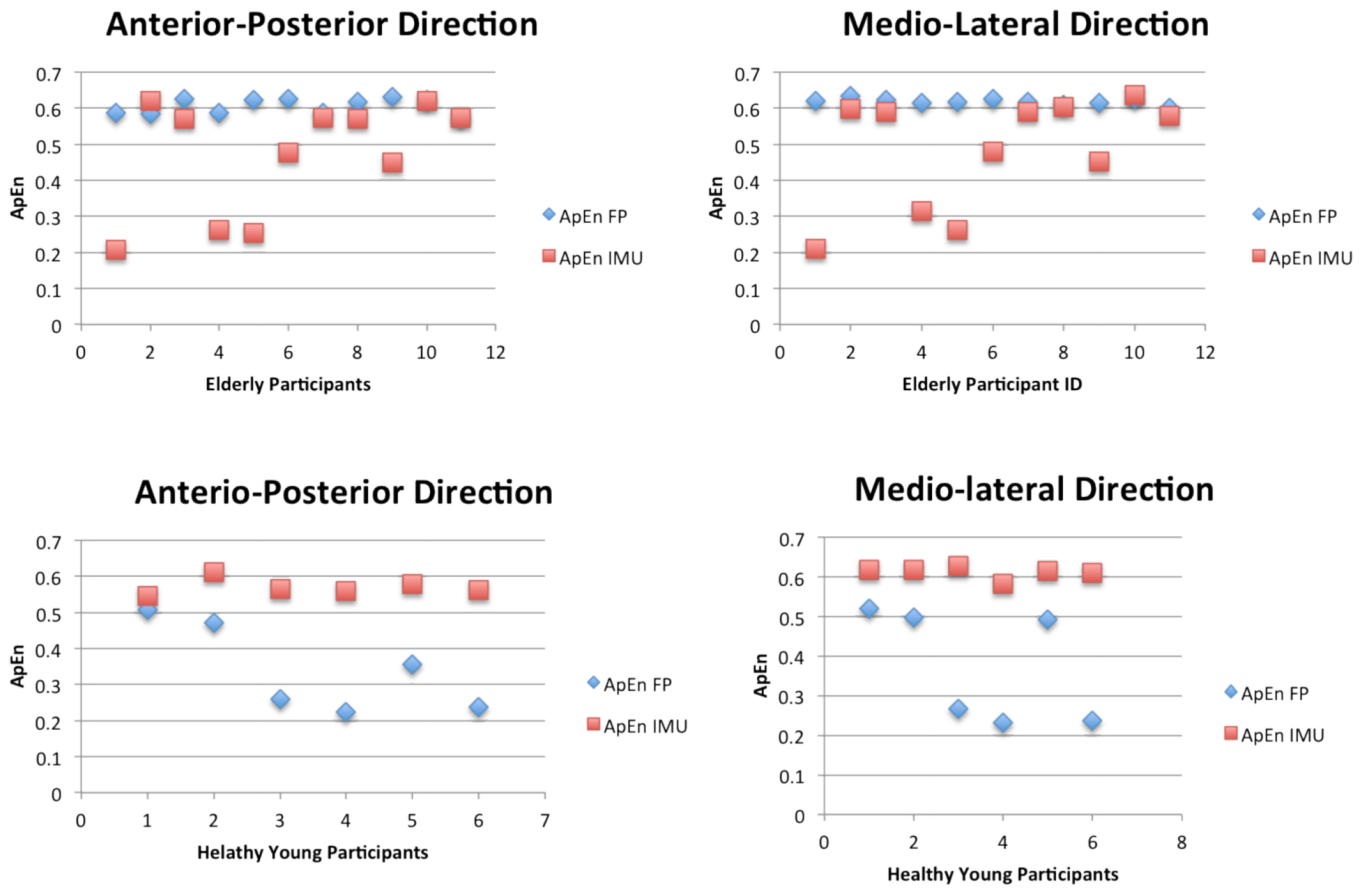 Anterior-Posterior Direction
0.7
0.6
0.5
0.4
0.3
0.2
0.1
0
ApEn
0 2 4 6 8 10 12
Elderly Participants
ApEn FP
ApEn IMU
Medio-Lateral Direction
0.7
0.6
0.5
0.4
0.3
0.2
0.1
0
ApEn
0 2 4 6 8 10 12
Elderly Participant ID
ApEn FP
ApEn IMU
Anterio-Posterior Direction
0.7
0.6
0.5
0.4
0.3
0.2
0.1
0
ApEn
0 1 2 3 4 5 6 7
Helathy Young Participants
ApEn FP
ApEn IMU
Medio-lateral Direction
0.7
0.6
0.5
0.4
0.3
0.2
0.1
0
ApEn
0 2 4 6 8
Healthy Young Participants
ApEn FP
ApEn IMU